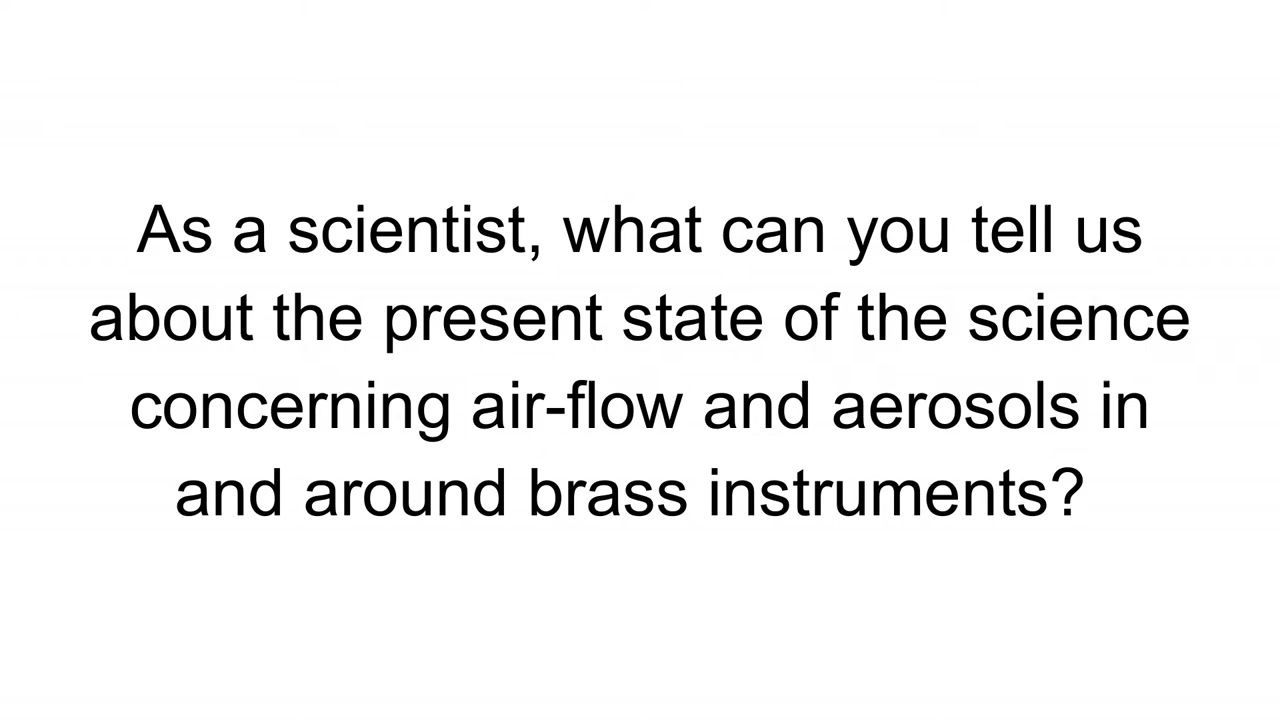 As a scientist, what can you tell us
about the present state of the science
concerning air-flow and aerosols in
and around brass instruments?